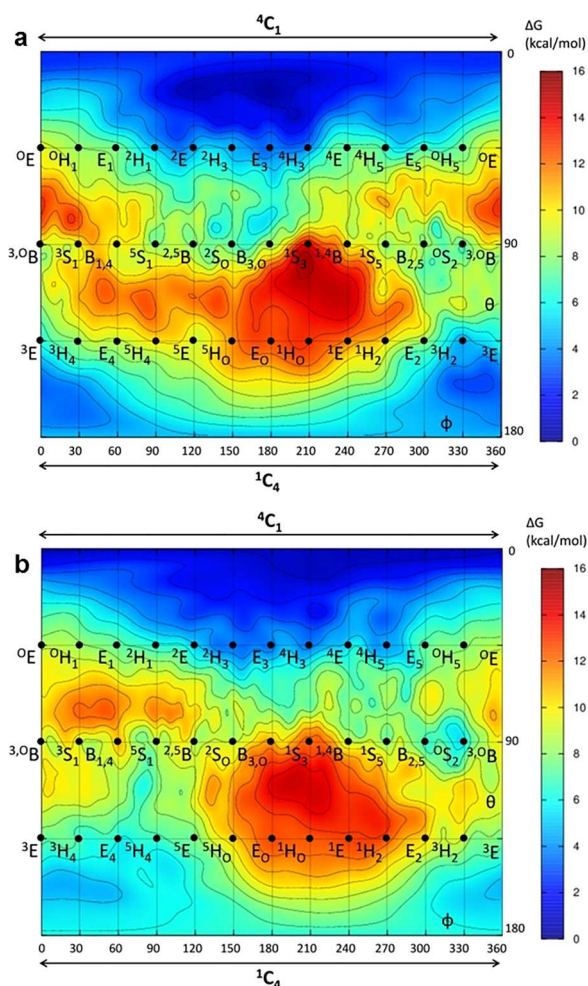 a
⁴C₁
ΔG
(kcal/mol)
0
16
14
12
10
8
6
4
2
0
ᴼE ᴼH₁ E₁ ²H₁ ²E ²H₃ E₃ ⁴H₃ ⁴E ⁴H₅ E₅ ᴼH₅ ᴼE
90
³,ᴼB ³S₁ B₁,₄ ⁵S₁ ²,⁵B ²Sₒ B₃,ₒ ¹S₃ ¹,⁴B ¹S₅ B₂,₅ ᴼS₂ ³,ᴼB
θ
³E ³H₄ E₄ ⁵H₄ ⁵E ⁵Hₒ Eₒ ¹Hₒ ¹E ¹H₂ E₂ ³H₂ ³E
ϕ
180
0 30 60 90 120 150 180 210 240 270 300 330 360
¹C₄
b
⁴C₁
ΔG
(kcal/mol)
0
16
14
12
10
8
6
4
2
0
ᴼE ᴼH₁ E₁ ²H₁ ²E ²H₃ E₃ ⁴H₃ ⁴E ⁴H₅ E₅ ᴼH₅ ᴼE
90
³,ᴼB ³S₁ B₁,₄ ⁵S₁ ²,⁵B ²Sₒ B₃,ₒ ¹S₃ ¹,⁴B ¹S₅ B₂,₅ ᴼS₂ ³,ᴼB
θ
³E ³H₄ E₄ ⁵H₄ ⁵E ⁵Hₒ Eₒ ¹Hₒ ¹E ¹H₂ E₂ ³H₂ ³E
ϕ
180
0 30 60 90 120 150 180 210 240 270 300 330 360
¹C₄